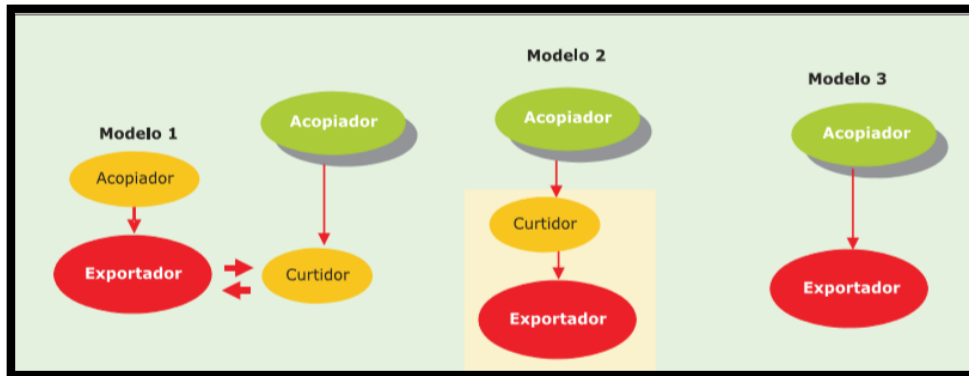 Modelo 1
Acopiador
Exportador
Acopiador
Curtidor
Modelo 2
Acopiador
Curtidor
Exportador
Modelo 3
Acopiador
Exportador